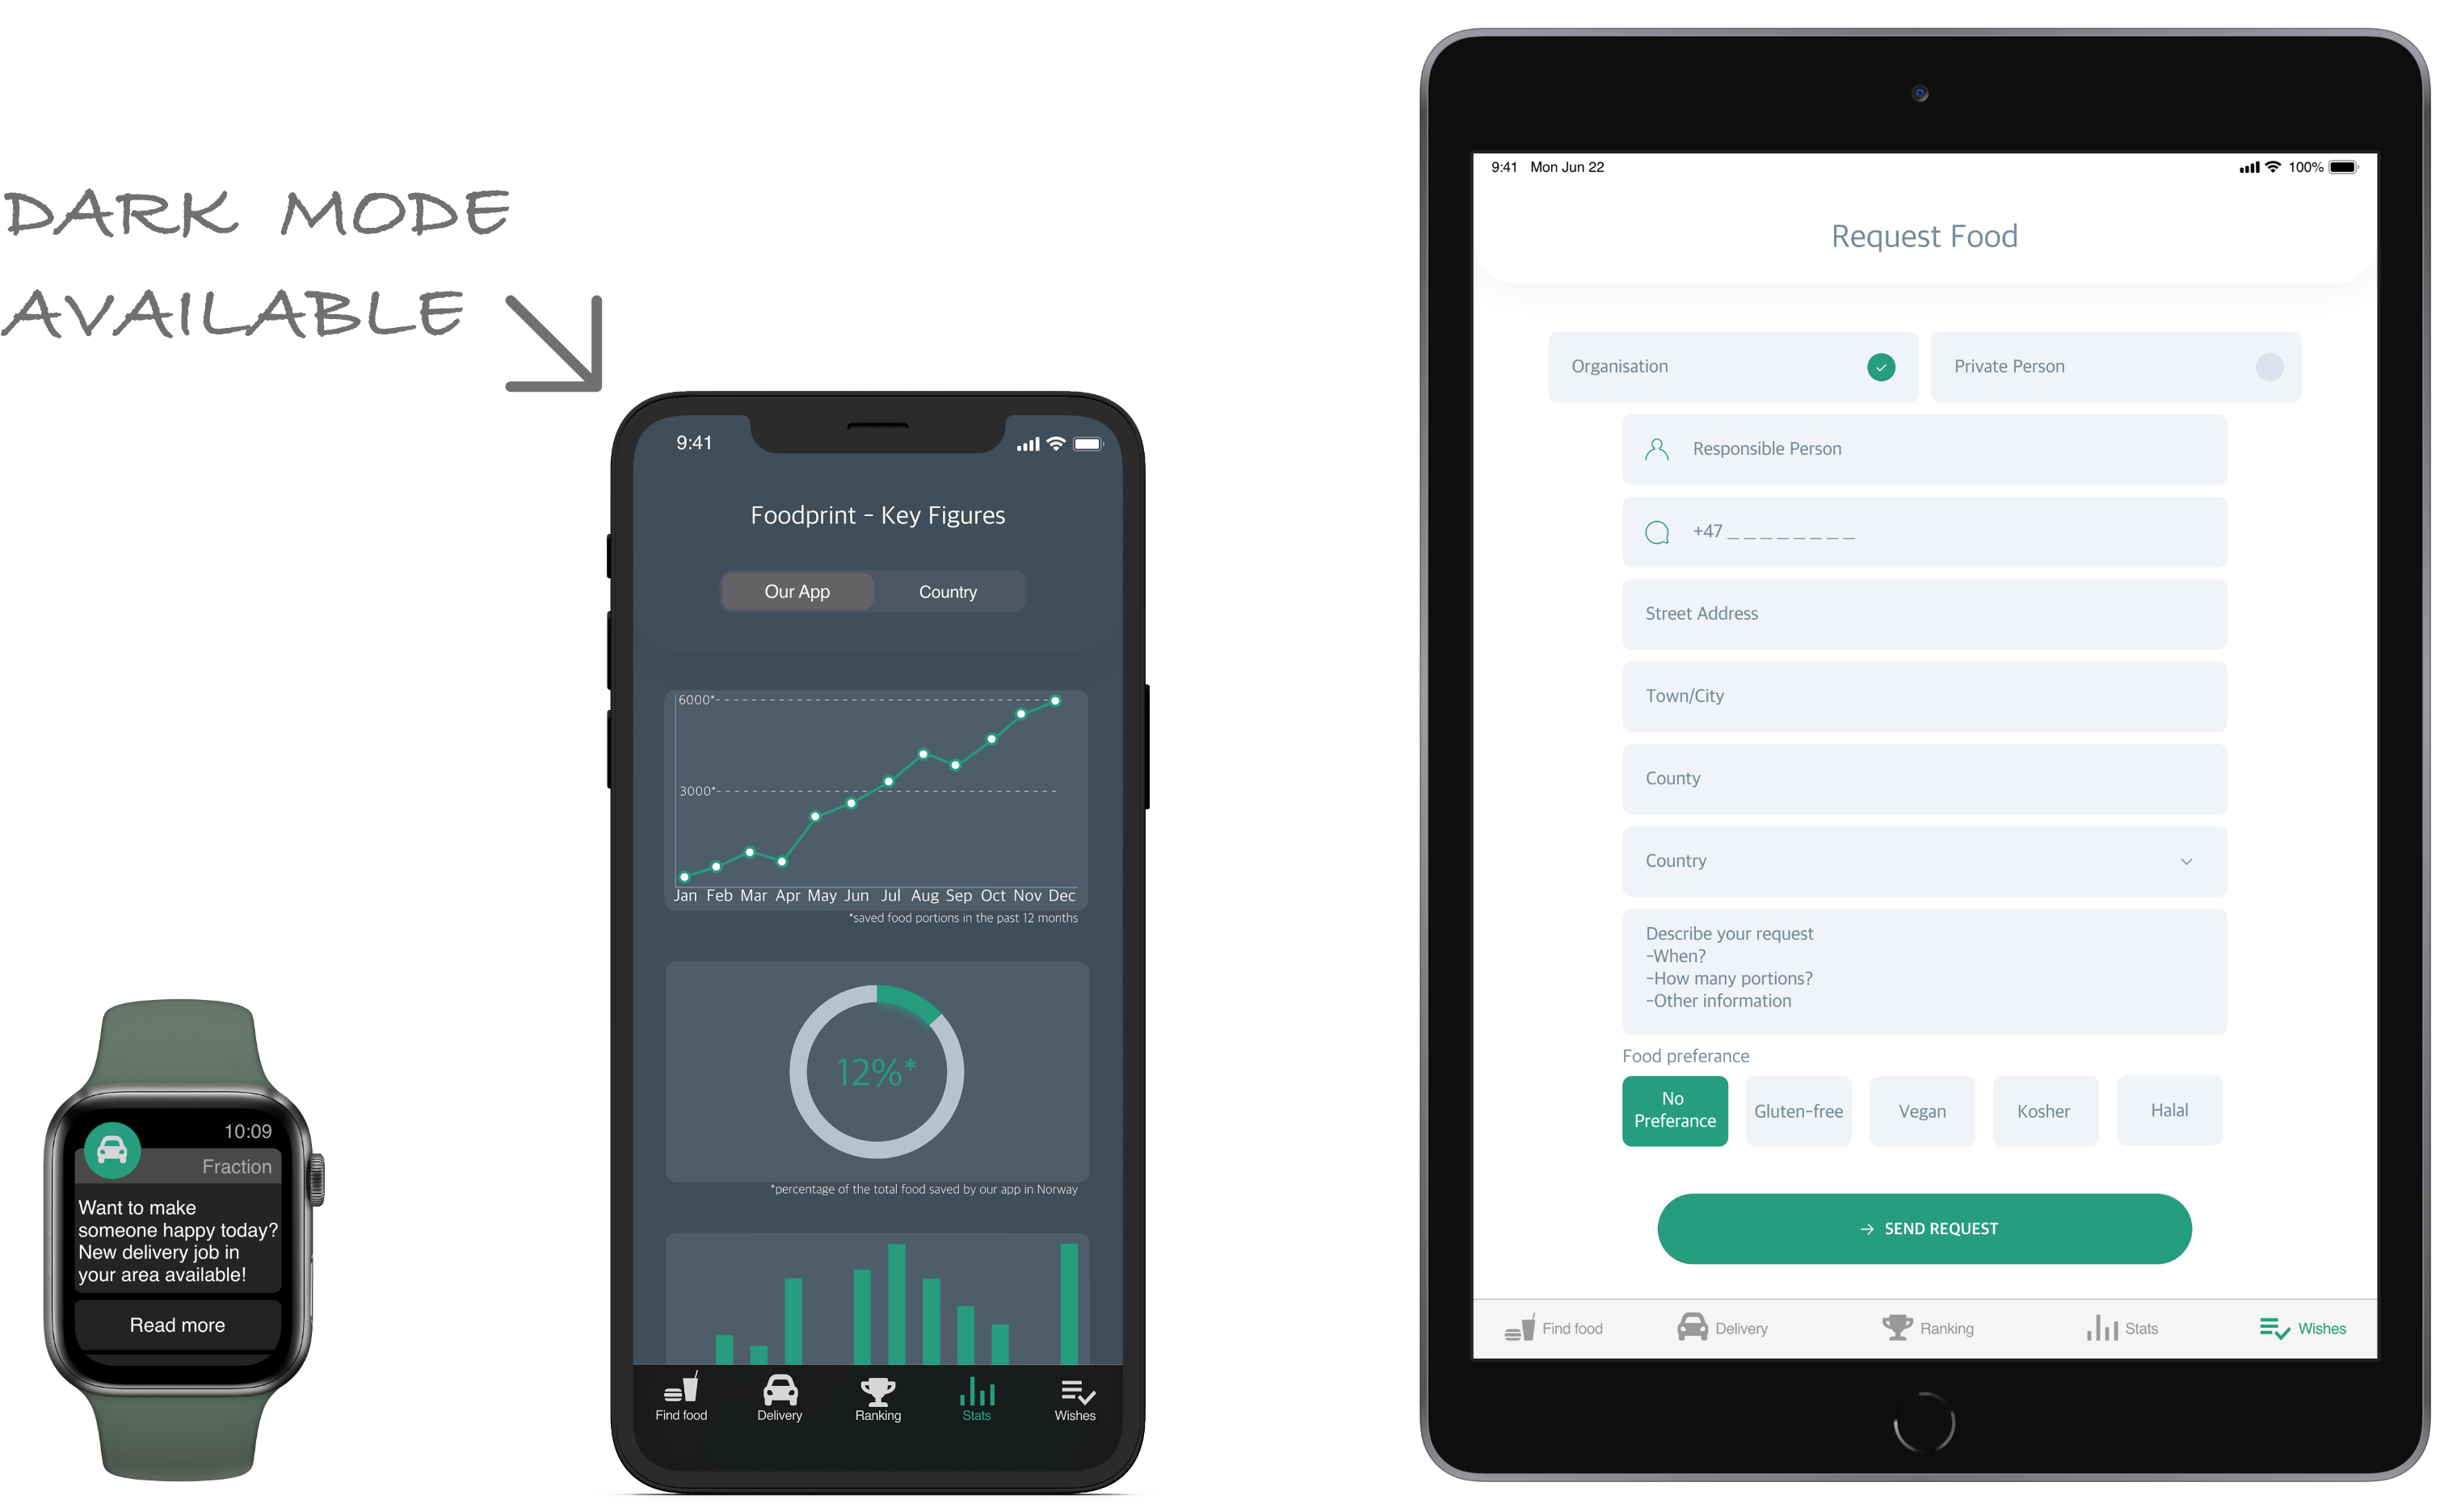 DARK MODE
AVAILABLE
10:09
Fraction
Want to make
someone happy today?
New delivery job in
your area available!
Read more
9:41
Foodprint - Key Figures
Our App Country
6000*
3000*
Jan Feb Mar Apr May Jun Jul Aug Sep Oct Nov Dec
*saved food portions in the past 12 months
12%*
*percentage of the total food saved by our app in Norway
Find food Delivery Ranking Stats Wishes
9:41 Mon Jun 22 100%
Request Food
Organisation Private Person
Responsible Person
+47 _ _ _ _ _ _ _ _
Street Address
Town/City
County
Country
Describe your request
-When?
-How many portions?
-Other information
Food preferance
No
Preferance
Gluten-free
Vegan
Kosher
Halal
→ SEND REQUEST
Find food Delivery Ranking Stats Wishes